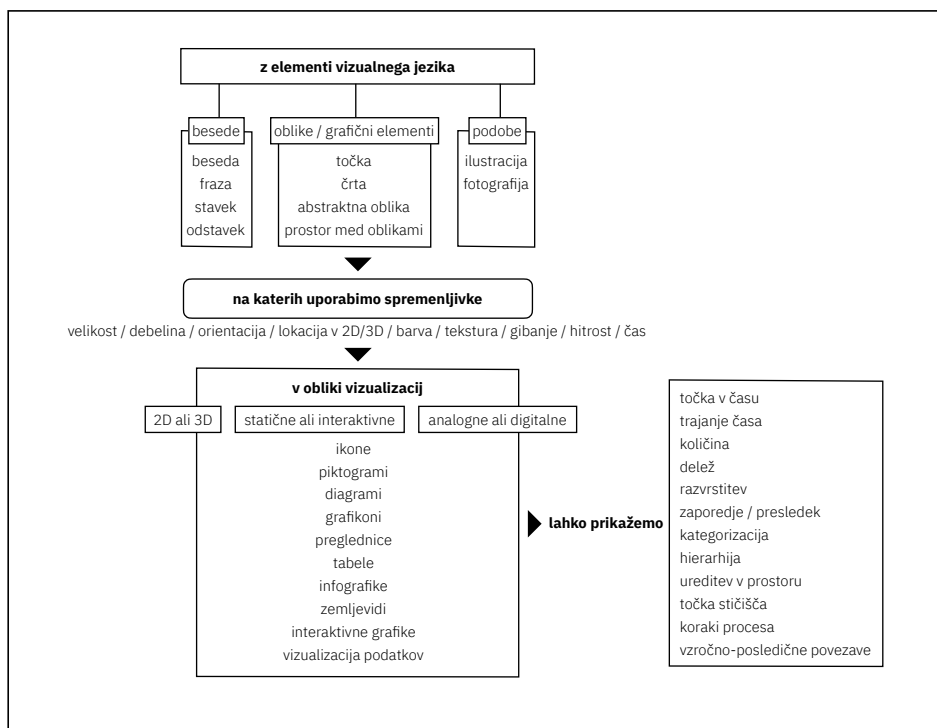 z elementi vizualnega jezika
besede
beseda
fraza
stavek
odstavek
oblike / grafični elementi
točka
črta
abstraktna oblika
prostor med oblikami
podobe
ilustracija
fotografija
na katerih uporabimo spremenljivke
velikost / debelina / orientacija / lokacija v 2D/3D / barva / tekstura / gibanje / hitrost / čas
v obliki vizualizacij
2D ali 3D
statične ali interaktivne
analogne ali digitalne
ikone
piktogrami
diagrami
grafikoni
preglednice
tabele
infografike
zemljevidi
interaktivne grafike
vizualizacija podatkov
lahko prikažemo
točka v času
trajanje časa
količina
delež
razvrstitev
zaporedje / presledek
kategorizacija
hierarhija
ureditev v prostoru
točka stičišča
koraki procesa
vzročno-posledične povezave